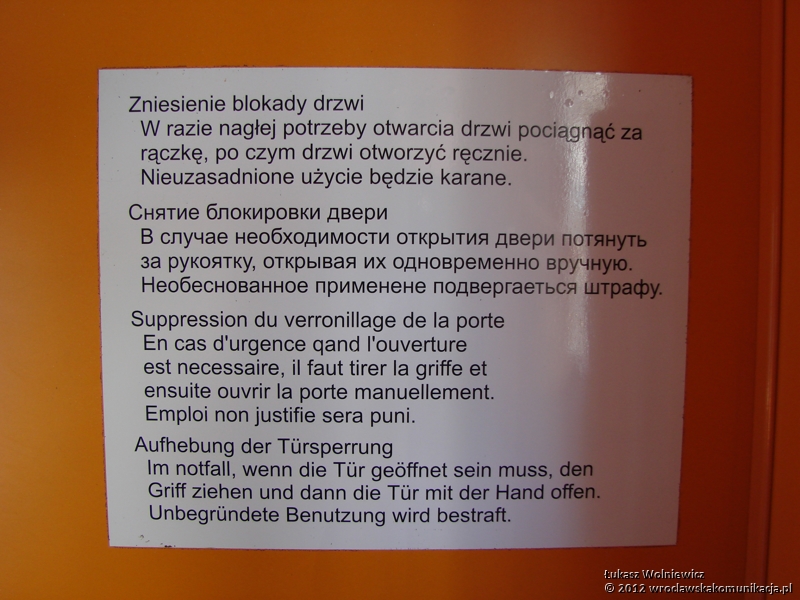 Zniesienie blokady drzwi
W razie nagłej potrzeby otwarcia drzwi pociągnąć za
rączkę, po czym drzwi otworzyć ręcznie.
Nieuzasadnione użycie będzie karane.
Снятие блокировки двери
В случае необходимости открытия двери потянуть
за рукоятку, открывая их одновременно вручную.
Необеснованное применене подвергаеться штрафу.
Suppression du verronillage de la porte
En cas d'urgence qand l'ouverture
est necessaire, il faut tirer la griffe et
ensuite ouvrir la porte manuellement.
Emploi non justifie sera puni.
Aufhebung der Türsperrung
Im notfall, wenn die Tür geöffnet sein muss, den
Griff ziehen und dann die Tür mit der Hand offen.
Unbegründete Benutzung wird bestraft.
Łukasz Wolniewicz
© 2012 wroclawskakomunikacja.pl